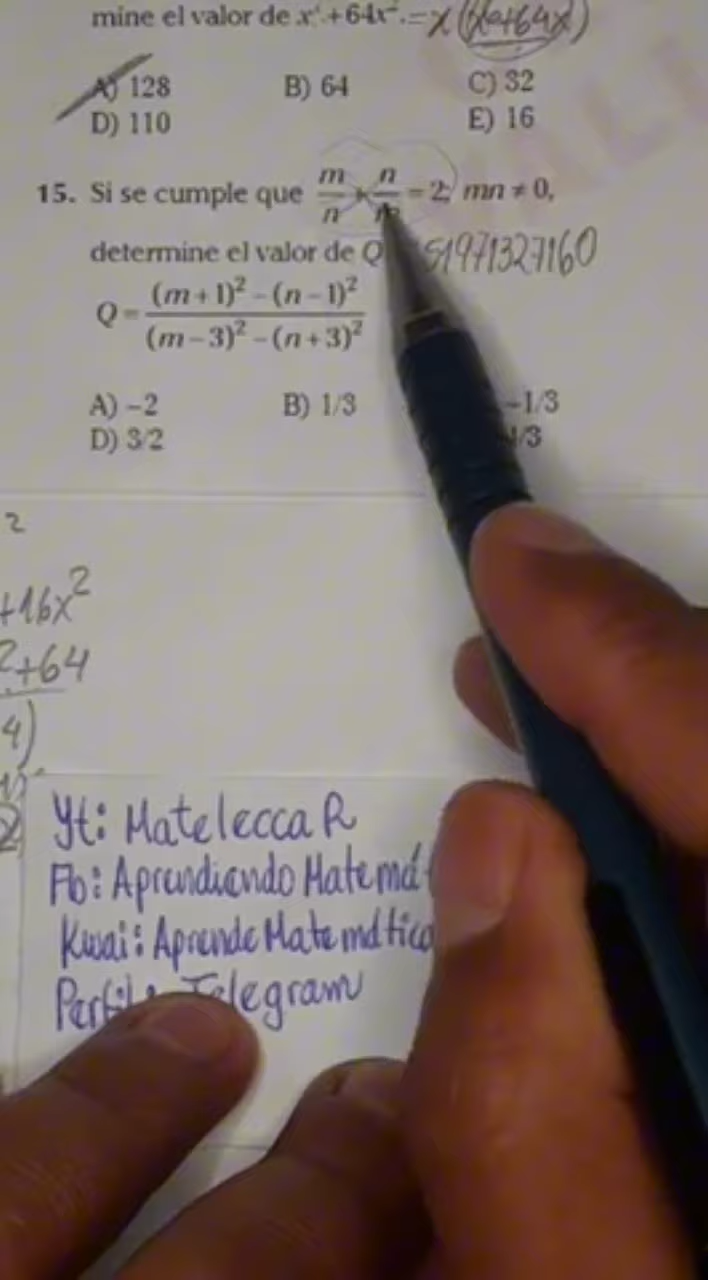 mine el valor de x⁴+64x². = x(
A) 128 B) 64 C) 32
D) 110 E) 16
15. Si se cumple que m/n + n/m = 2; mn ≠ 0,
determine el valor de Q 51971327160
Q = (m+1)² − (n−1)² / (m−3)² − (n+3)²
A) −2 B) 1/3 −1/3
D) 3/2 /3
2
+16x²
²+64
4)
Yt: Matelecca R
Fb: Aprendiendo Matemá
Kwai: Aprende Matemática
Telegram